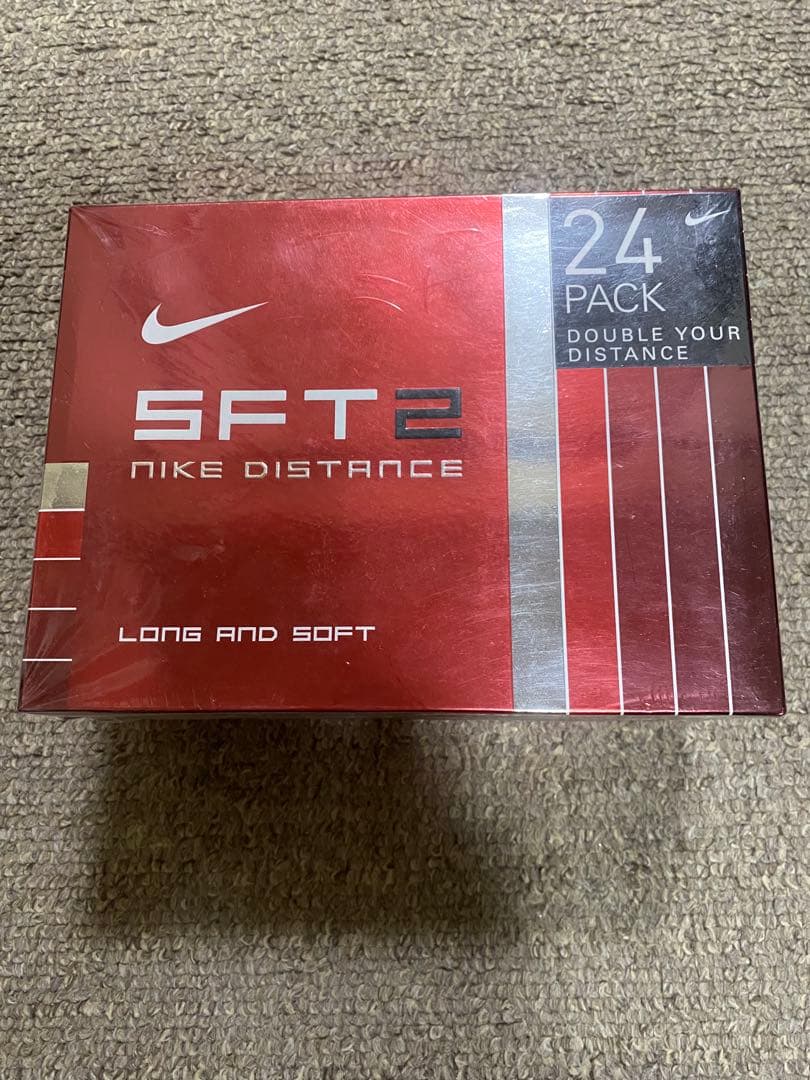 SFT2
NIKE DISTANCE
LONG AND SOFT
24
PACK
DOUBLE YOUR
DISTANCE